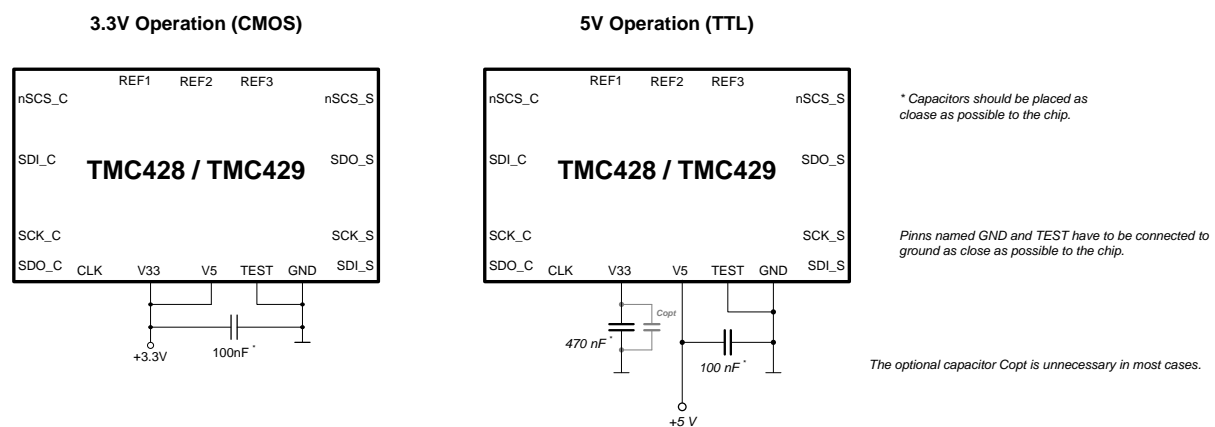 3.3V Operation (CMOS)
REF1 REF2 REF3
nSCS_C nSCS_S
SDI_C SDO_S
TMC428 / TMC429
SCK_C SCK_S
SDO_C CLK V33 V5 TEST GND SDI_S
+3.3V
100nF *
5V Operation (TTL)
REF1 REF2 REF3
nSCS_C nSCS_S
SDI_C SDO_S
TMC428 / TMC429
SCK_C SCK_S
SDO_C CLK V33 V5 TEST GND SDI_S
Copt
470 nF *
100 nF *
+5 V
* Capacitors should be placed as
cloase as possible to the chip.
Pinns named GND and TEST have to be connected to
ground as close as possible to the chip.
The optional capacitor Copt is unnecessary in most cases.